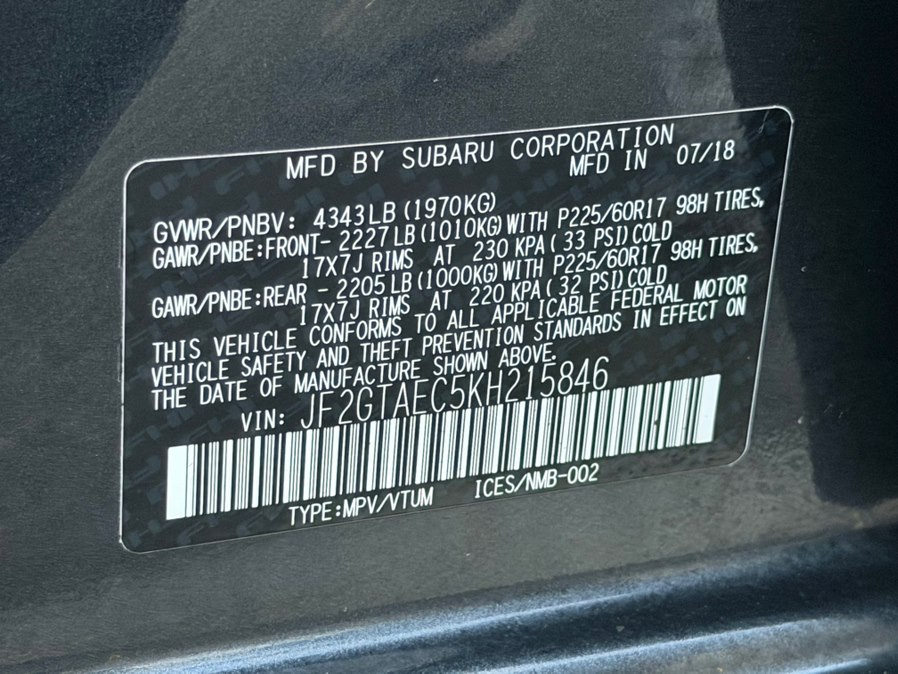 MFD BY SUBARU CORPORATION
MFD IN 07/18
GVWR/PNBV: 4343LB (1970KG)
GAWR/PNBE:FRONT- 2227LB (1010KG) WITH P225/60R17 98H TIRES,
17X7J RIMS AT 230 KPA( 33 PSI) COLD
GAWR/PNBE:REAR - 2205LB (1000KG) WITH P225/60R17 98H TIRES,
17X7J RIMS AT 220 KPA( 32 PSI) COLD
THIS VEHICLE CONFORMS TO ALL APPLICABLE FEDERAL MOTOR
VEHICLE SAFETY AND THEFT PREVENTION STANDARDS IN EFFECT ON
THE DATE OF MANUFACTURE SHOWN ABOVE.
VIN: JF2GTAEC5KH215846
TYPE:MPV/VTUM ICES/NMB-002